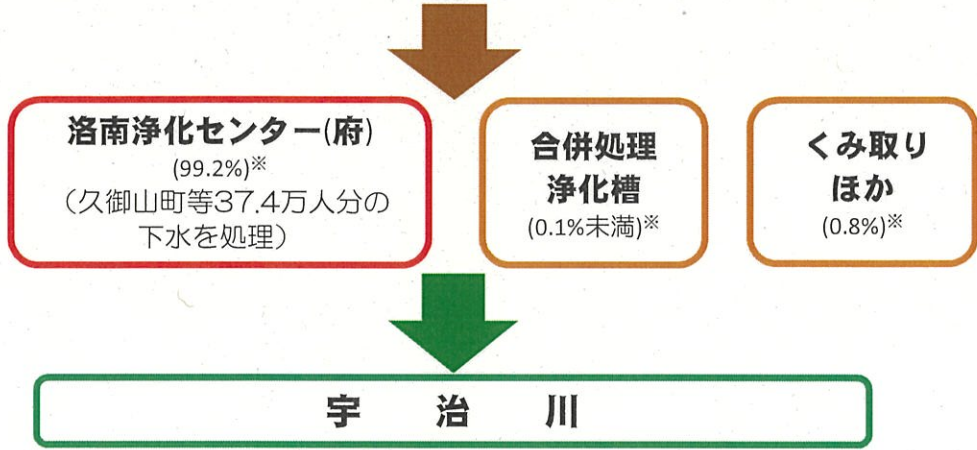 洛南浄化センター(府)
(99.2%)※
(久御山町等37.4万人分の
下水を処理)
合併処理
浄化槽
(0.1%未満)※
くみ取り
ほか
(0.8%)※
宇 治 川